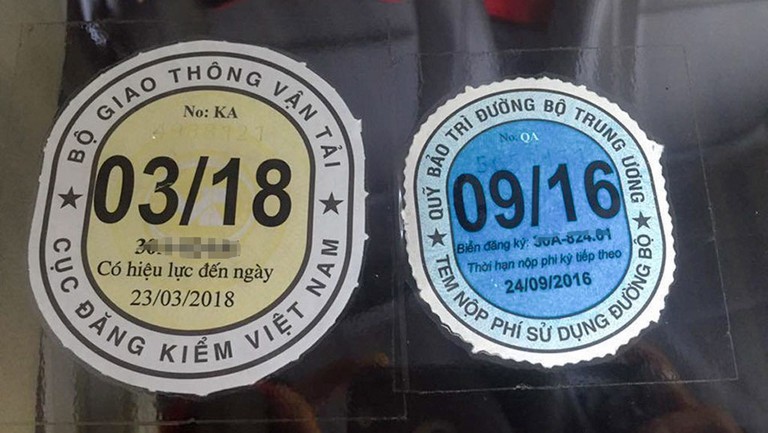 BỘ GIAO THÔNG VẬN TẢI
No: KA
03/18
Có hiệu lực đến ngày
23/03/2018
CỤC ĐĂNG KIỂM VIỆT NAM
QUỸ BẢO TRÌ ĐƯỜNG BỘ TRUNG ƯƠNG
No. QA
09/16
Biển đăng ký:
Thời hạn nộp phí kỳ tiếp theo
24/09/2016
TEM NỘP PHÍ SỬ DỤNG ĐƯỜNG BỘ